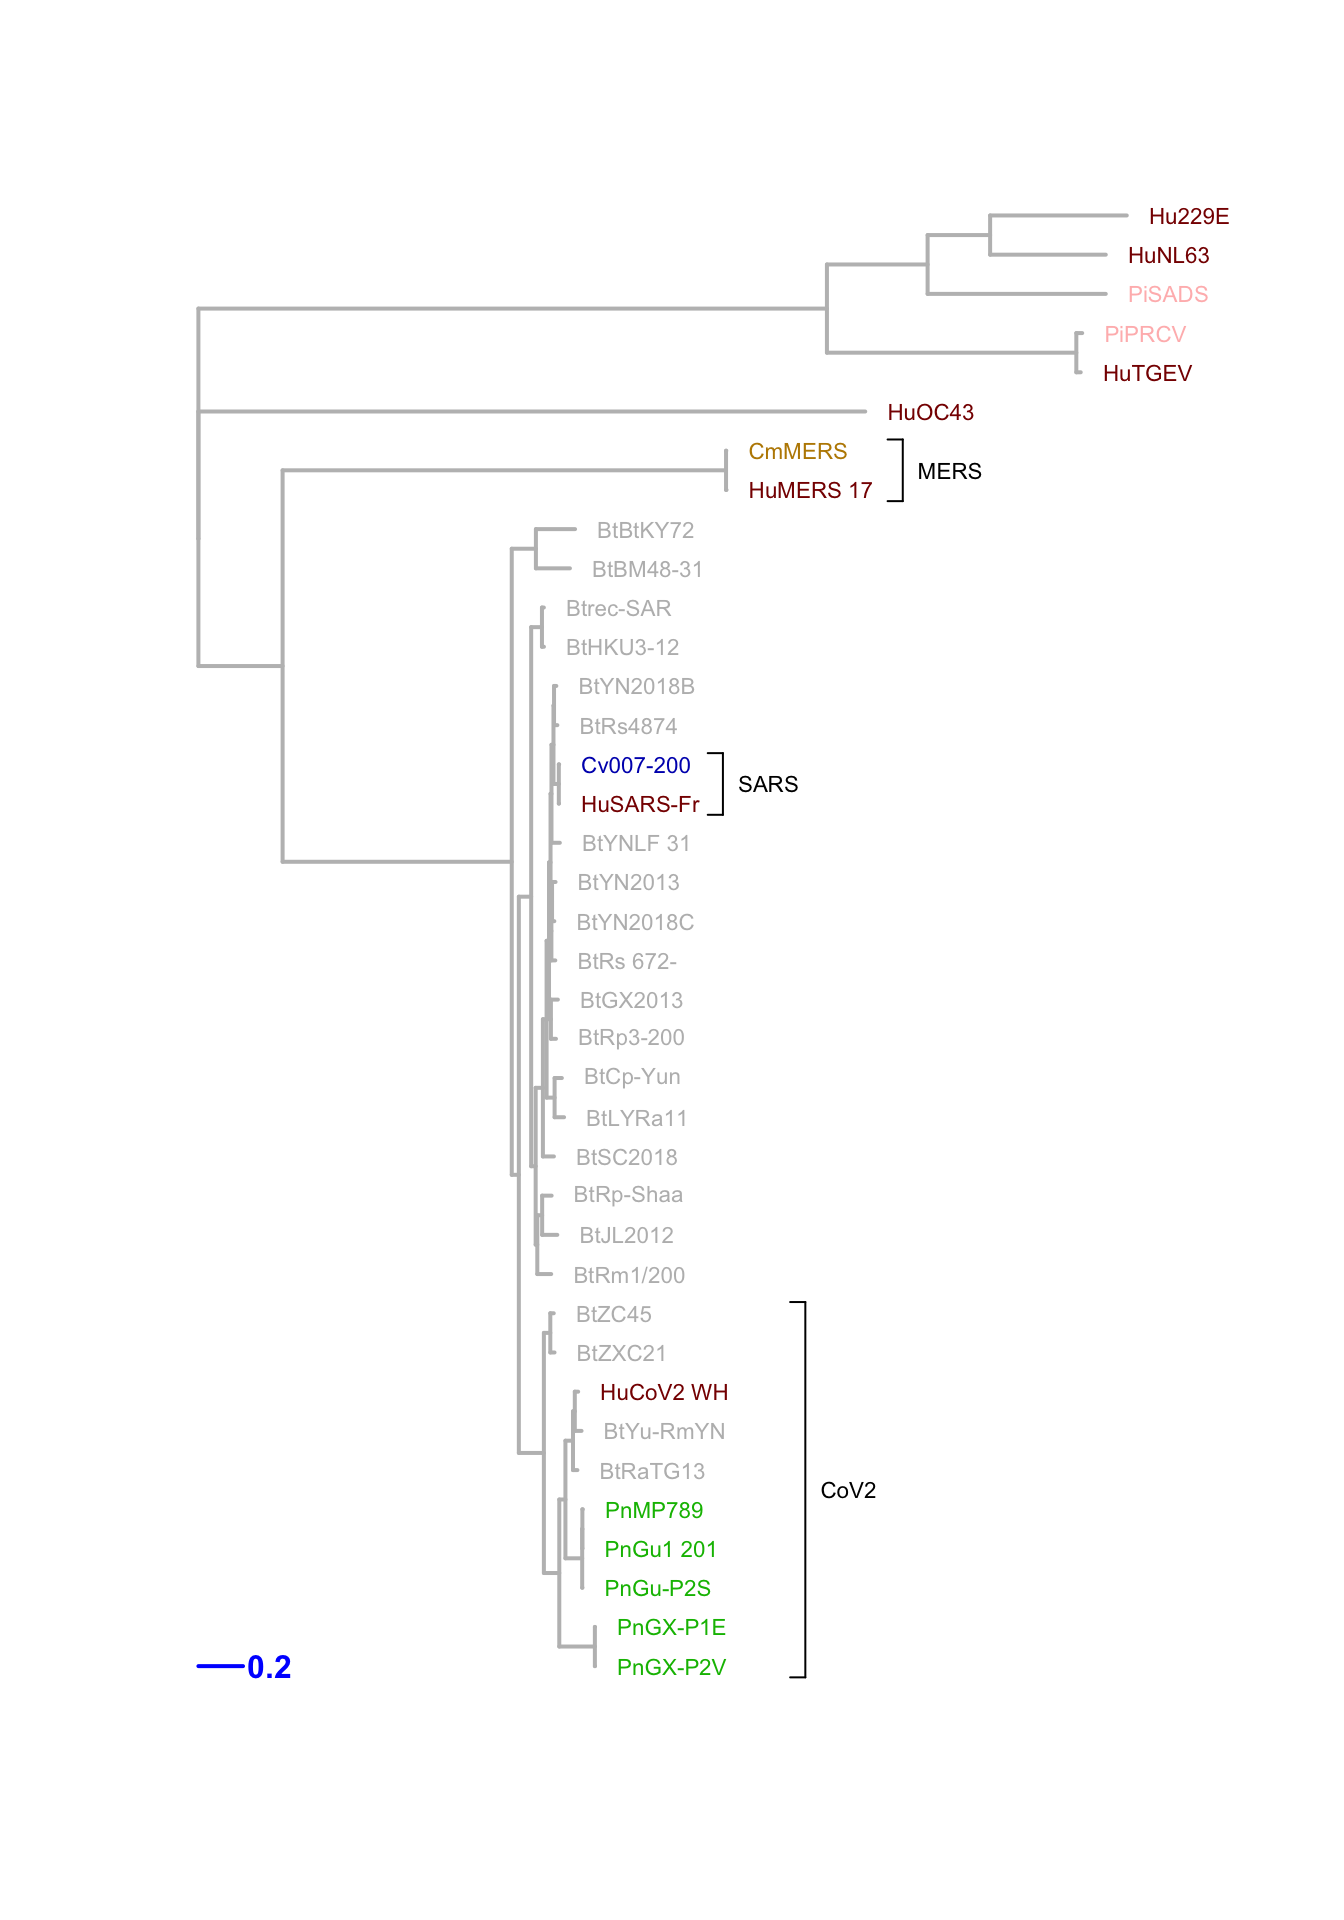 Hu229E
HuNL63
PiSADS
PiPRCV
HuTGEV
HuOC43
CmMERS
MERS
HuMERS 17
BtBtKY72
BtBM48-31
Btrec-SAR
BtHKU3-12
BtYN2018B
BtRs4874
Cv007-200
SARS
HuSARS-Fr
BtYNLF 31
BtYN2013
BtYN2018C
BtRs 672-
BtGX2013
BtRp3-200
BtCp-Yun
BtLYRa11
BtSC2018
BtRp-Shaa
BtJL2012
BtRm1/200
BtZC45
BtZXC21
HuCoV2 WH
BtYu-RmYN
BtRaTG13
CoV2
PnMP789
PnGu1 201
PnGu-P2S
PnGX-P1E
PnGX-P2V
0.2